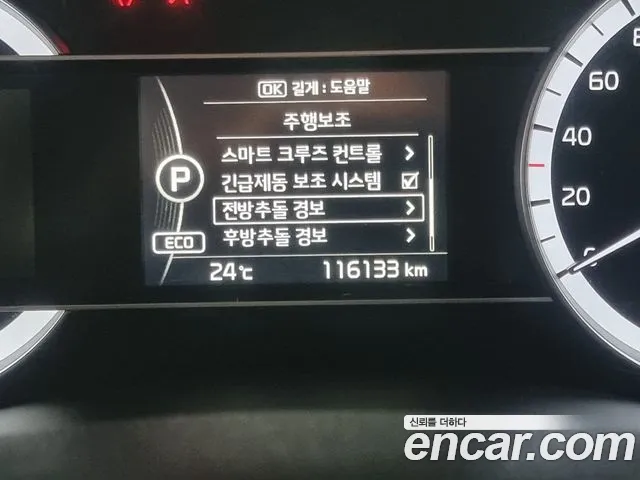 OK 길게 : 도움말
주행보조
스마트 크루즈 컨트롤 >
긴급제동 보조 시스템 ☑
P
전방추돌 경보 >
ECO
후방추돌 경보 >
24℃ 116133 km
80
60
40
20
0
신뢰를 더하다
encar.com